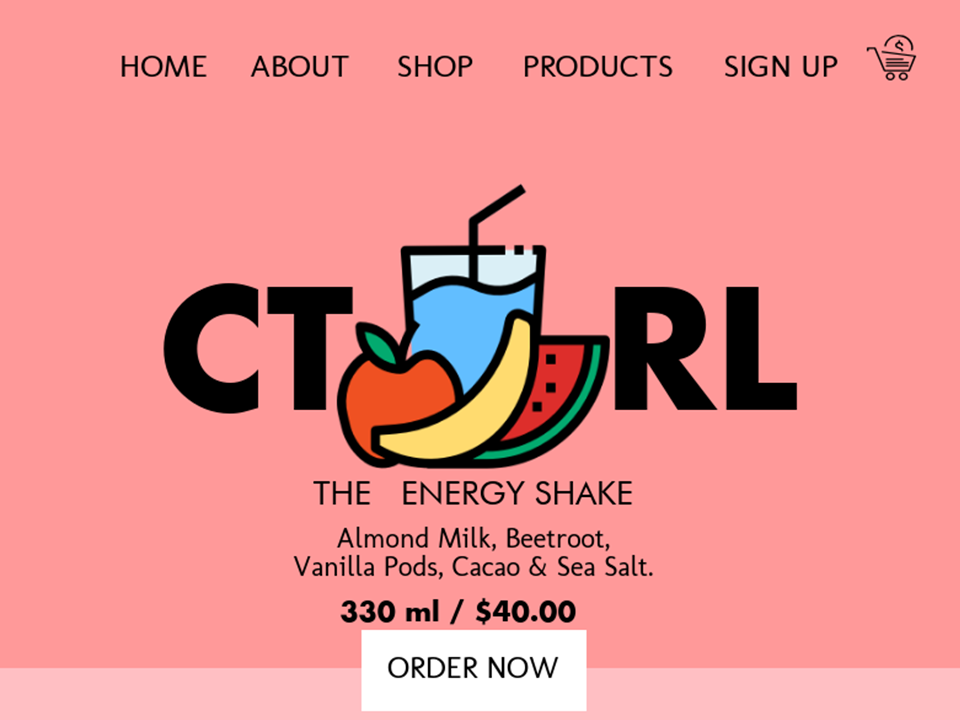 HOME ABOUT SHOP PRODUCTS SIGN UP
$
CT RL
THE ENERGY SHAKE
Almond Milk, Beetroot,
Vanilla Pods, Cacao & Sea Salt.
330 ml / $40.00
ORDER NOW